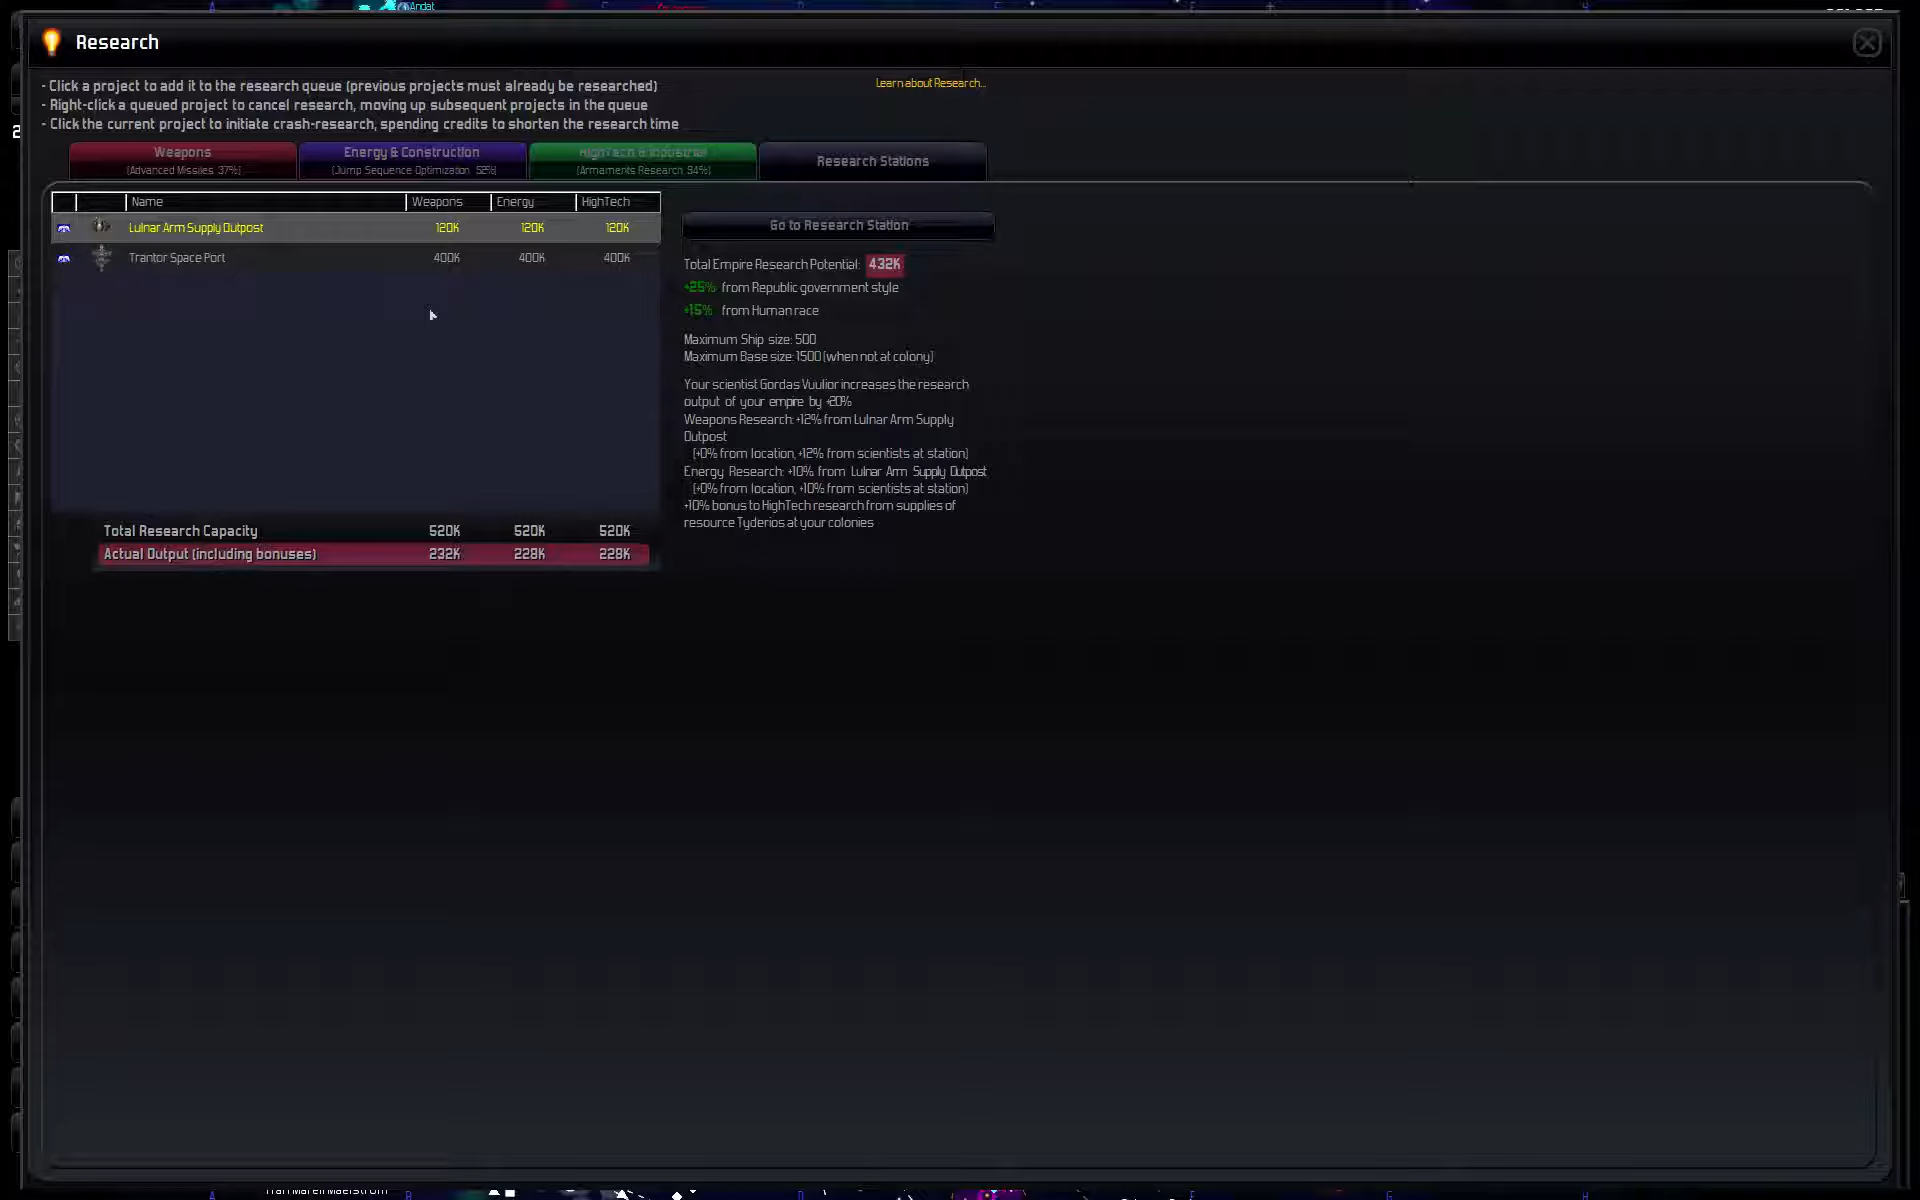 Andat
Research
- Click a project to add it to the research queue (previous projects must already be researched)
- Right-click a queued project to cancel research, moving up subsequent projects in the queue
- Click the current project to initiate crash-research, spending credits to shorten the research time
Learn about Research...
Weapons
(Advanced Missiles 37%)
Energy & Construction
(Jump Sequence Optimization 52%)
HighTech & Industrial
(Armaments Research 94%)
Research Stations
Name Weapons Energy HighTech
Lulnar Arm Supply Outpost 120K 120K 120K
Trantor Space Port 400K 400K 400K
Total Research Capacity 520K 520K 520K
Actual Output (including bonuses) 232K 228K 228K
Go to Research Station
Total Empire Research Potential: 432K
+25% from Republic government style
+15% from Human race
Maximum Ship size: 500
Maximum Base size: 1500 (when not at colony)
Your scientist Gordas Vuulior increases the research
output of your empire by +20%
Weapons Research: +12% from Lulnar Arm Supply
Outpost
(+0% from location, +12% from scientists at station)
Energy Research: +10% from Lulnar Arm Supply Outpost
(+0% from location, +10% from scientists at station)
+10% bonus to HighTech research from supplies of
resource Tyderios at your colonies